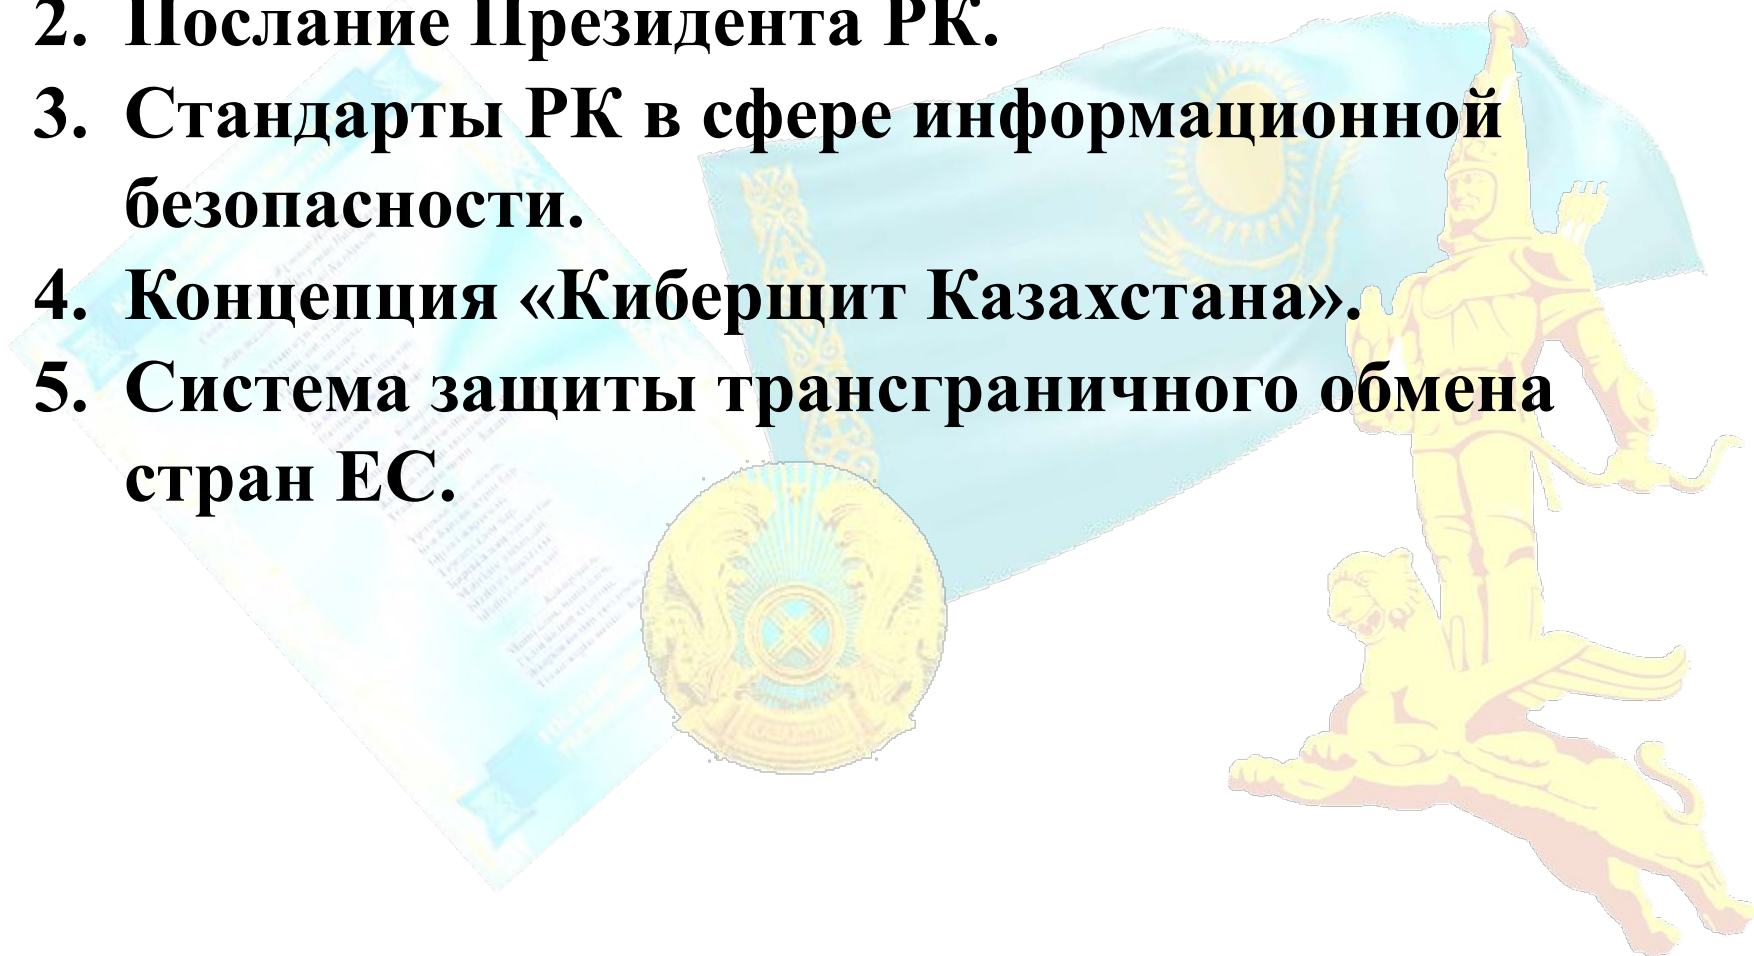 2. Послание Президента РК.
3. Стандарты РК в сфере информационной
безопасности.
4. Концепция «Киберщит Казахстана».
5. Система защиты трансграничного обмена
стран ЕС.